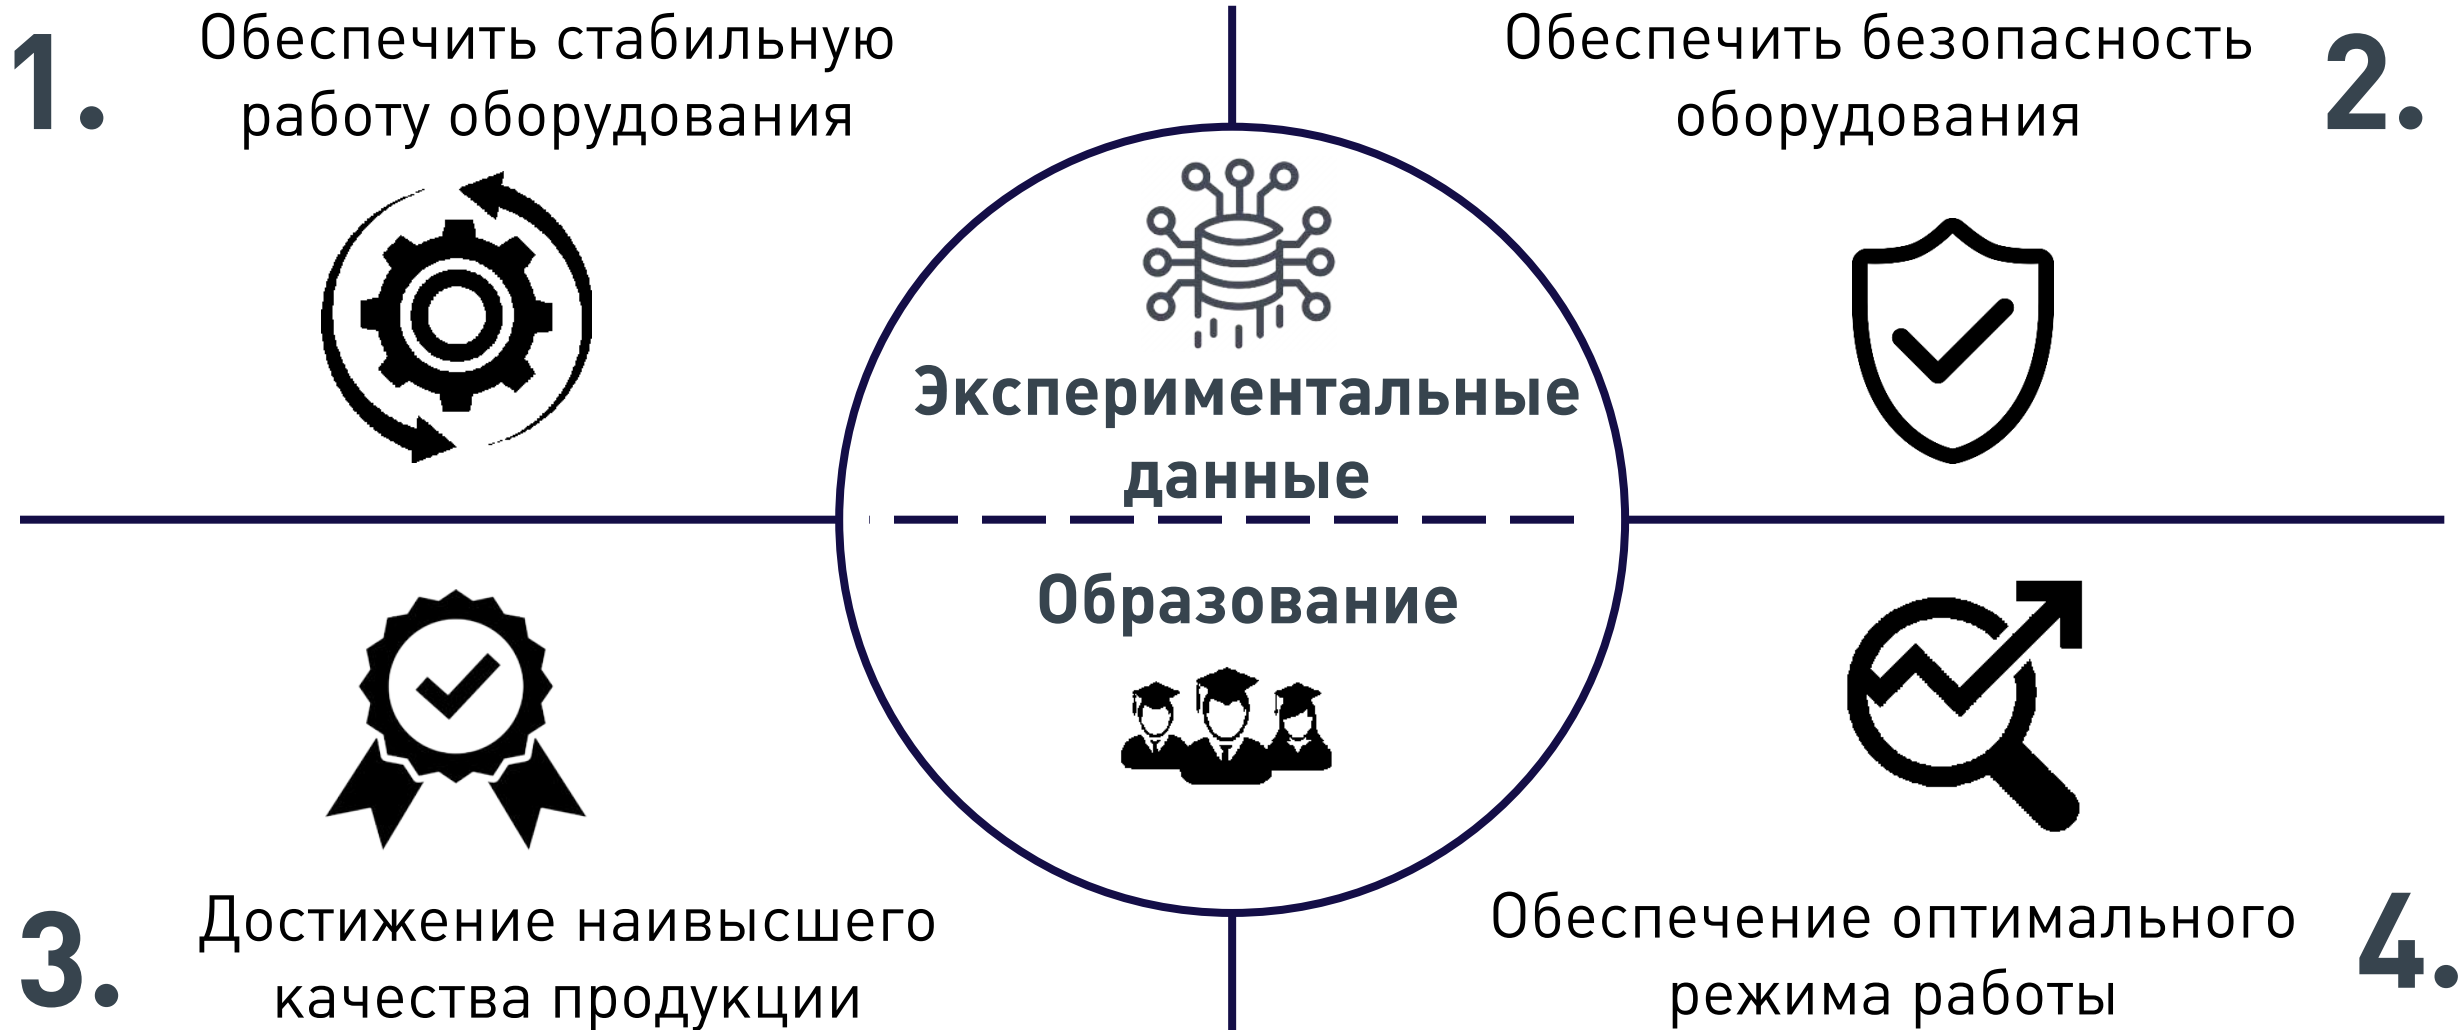 1.
Обеспечить стабильную
работу оборудования
Обеспечить безопасность
оборудования
2.
Экспериментальные
данные
Образование
3.
Достижение наивысшего
качества продукции
Обеспечение оптимального
режима работы
4.